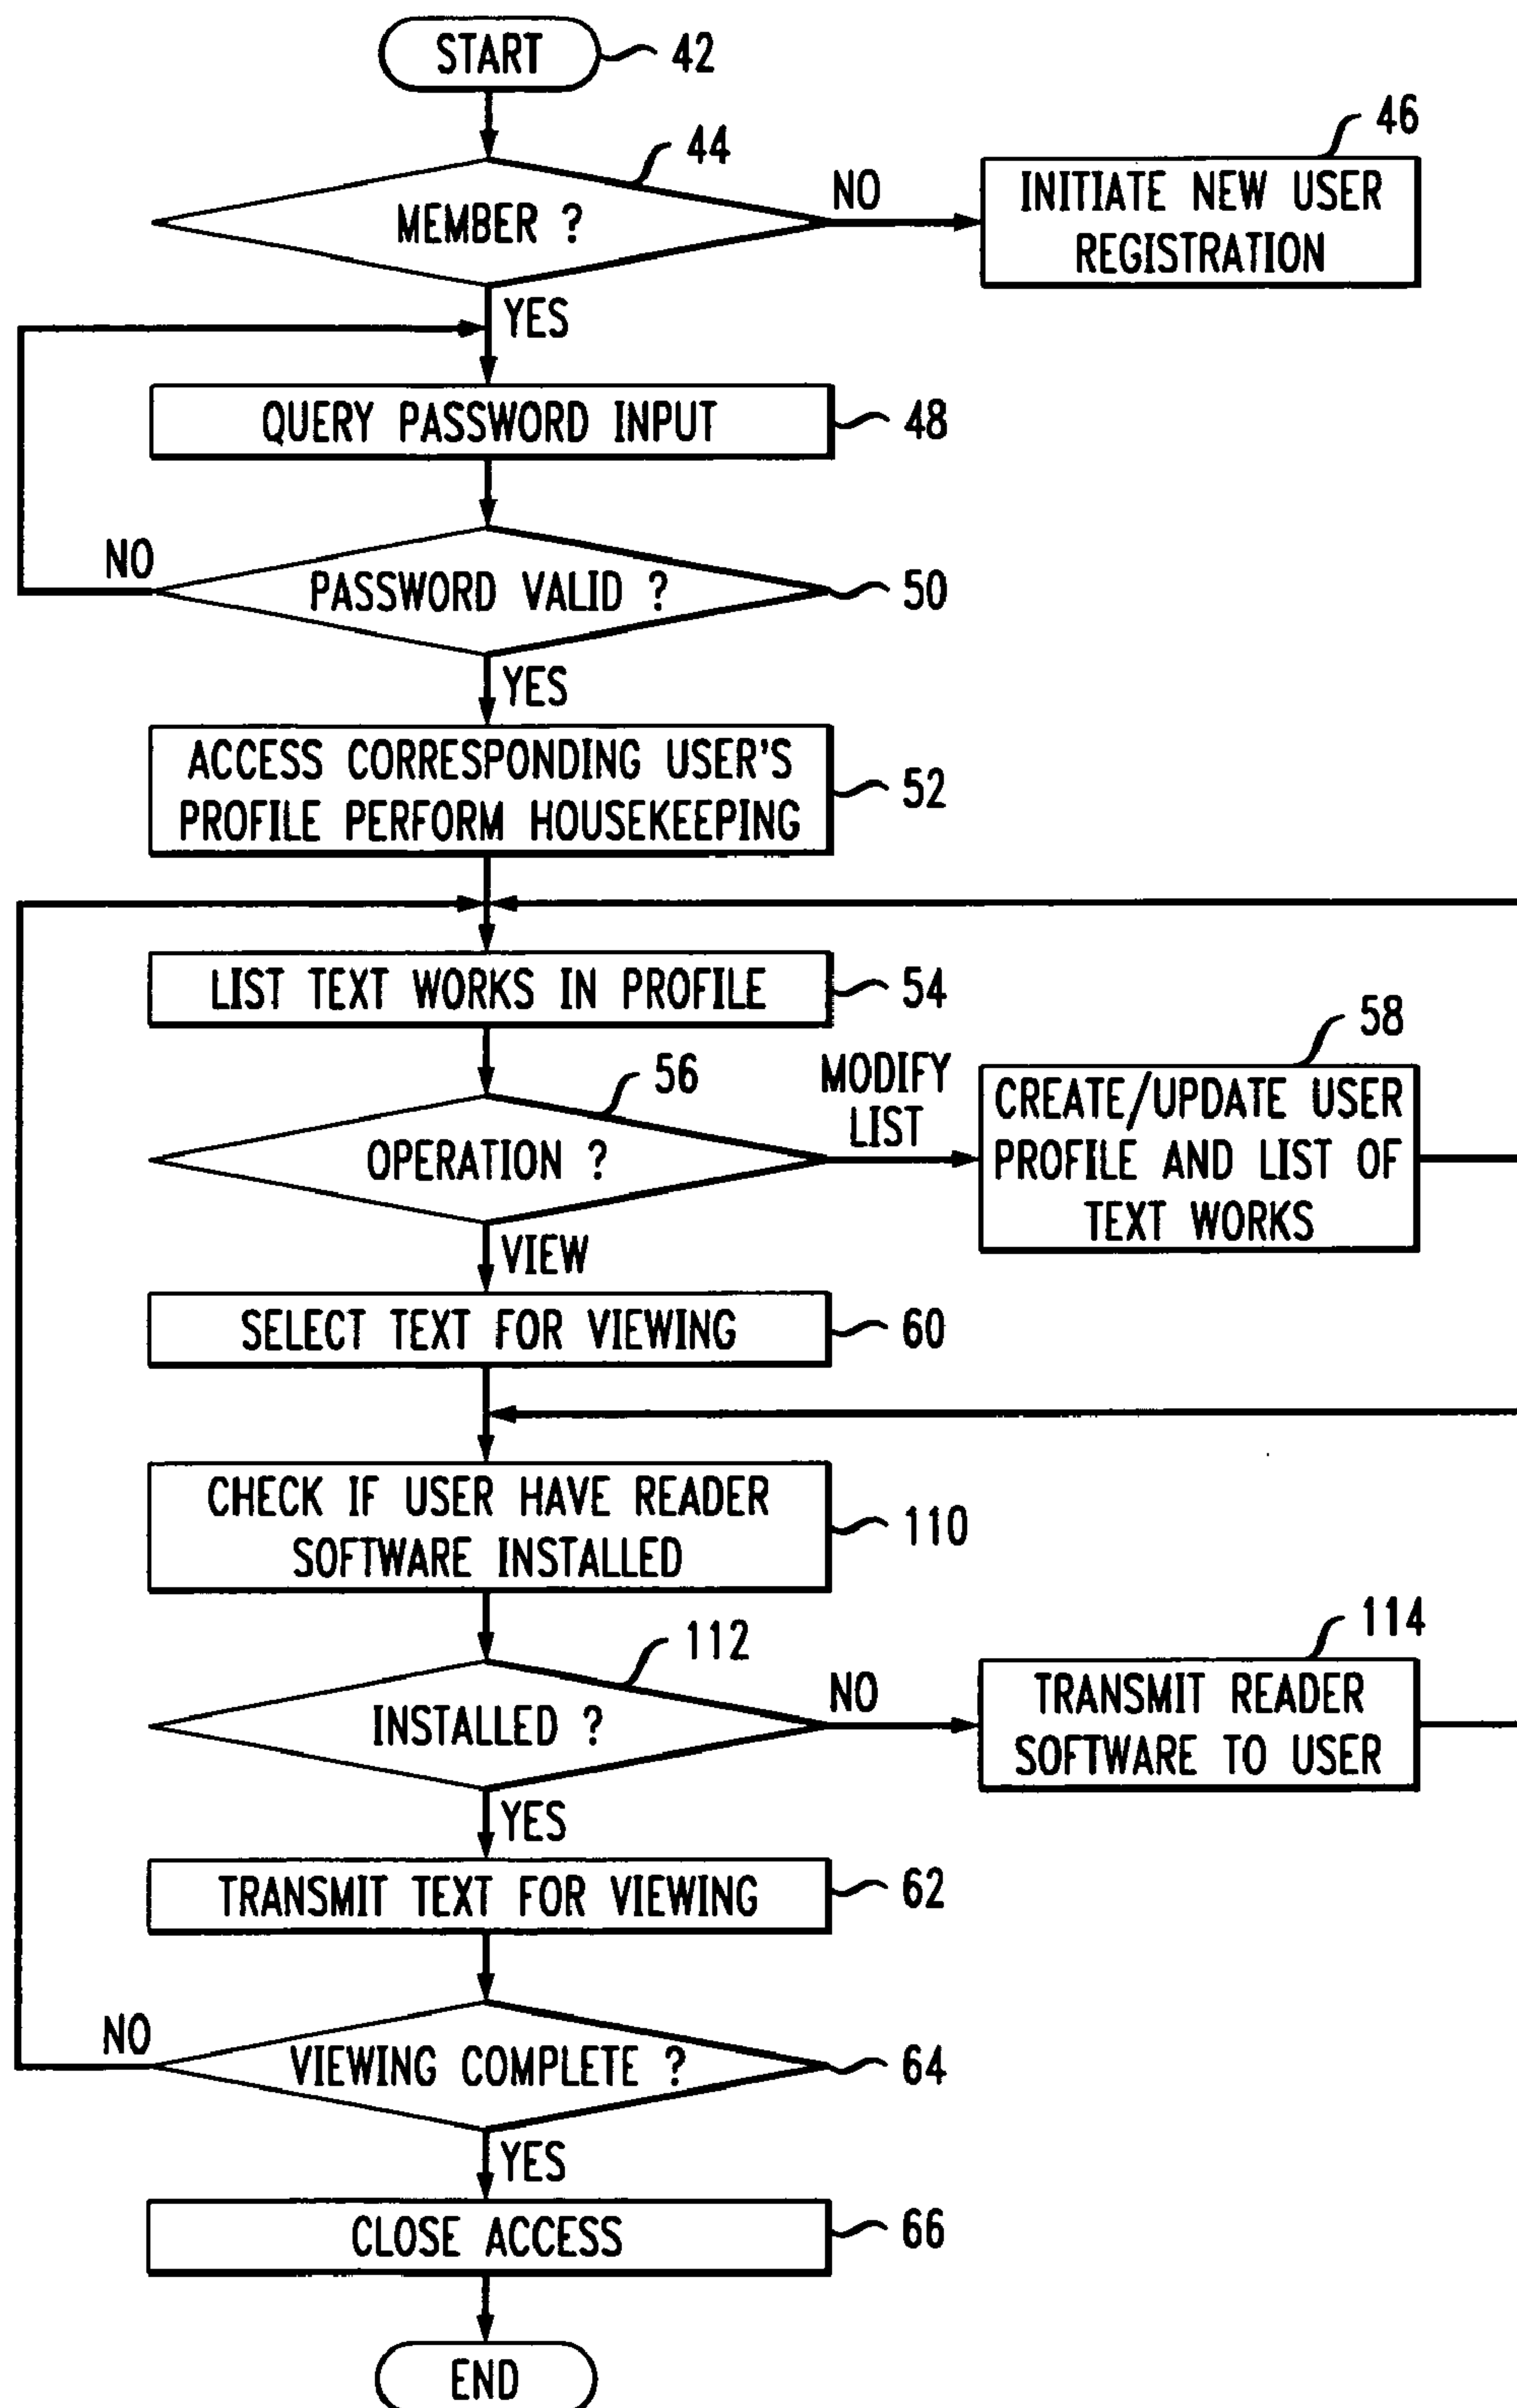 START
42
44
MEMBER ?
NO
46
INITIATE NEW USER
REGISTRATION
YES
QUERY PASSWORD INPUT
48
NO
PASSWORD VALID ?
50
YES
ACCESS CORRESPONDING USER'S
PROFILE PERFORM HOUSEKEEPING
52
LIST TEXT WORKS IN PROFILE
54
56
OPERATION ?
MODIFY
LIST
58
CREATE/UPDATE USER
PROFILE AND LIST OF
TEXT WORKS
VIEW
SELECT TEXT FOR VIEWING
60
CHECK IF USER HAVE READER
SOFTWARE INSTALLED
110
112
INSTALLED ?
NO
114
TRANSMIT READER
SOFTWARE TO USER
YES
TRANSMIT TEXT FOR VIEWING
62
NO
VIEWING COMPLETE ?
64
YES
CLOSE ACCESS
66
END